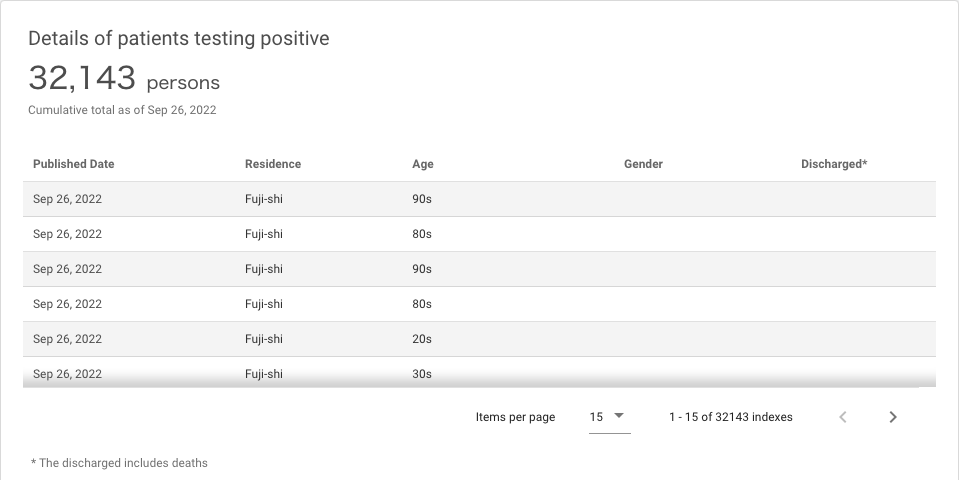 Details of patients testing positive
32,143 persons
Cumulative total as of Sep 26, 2022
Published Date Residence Age Gender Discharged*
Sep 26, 2022 Fuji-shi 90s
Sep 26, 2022 Fuji-shi 80s
Sep 26, 2022 Fuji-shi 90s
Sep 26, 2022 Fuji-shi 80s
Sep 26, 2022 Fuji-shi 20s
Sep 26, 2022 Fuji-shi 30s
Items per page 15 1 - 15 of 32143 indexes
* The discharged includes deaths